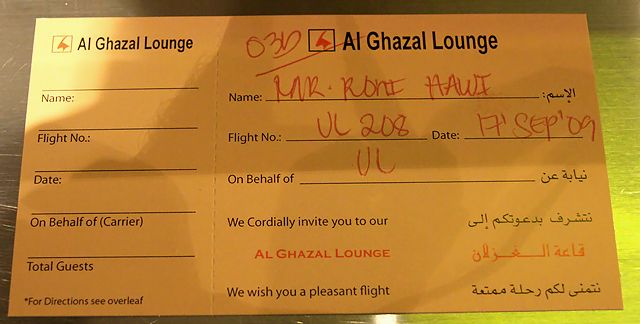 Al Ghazal Lounge
Name:
Flight No.:
Date:
On Behalf of (Carrier)
Total Guests
*For Directions see overleaf
03D Al Ghazal Lounge
Name: MR. ROHI HAWI الإسم:
Flight No.: UL 208 Date: 17' SEP'09
On Behalf of UL نيابة عن
We Cordially invite you to our نتشرف بدعوتكم إلى
AL GHAZAL LOUNGE قاعة الغزلان
We wish you a pleasant flight نتمنى لكم رحلة ممتعة